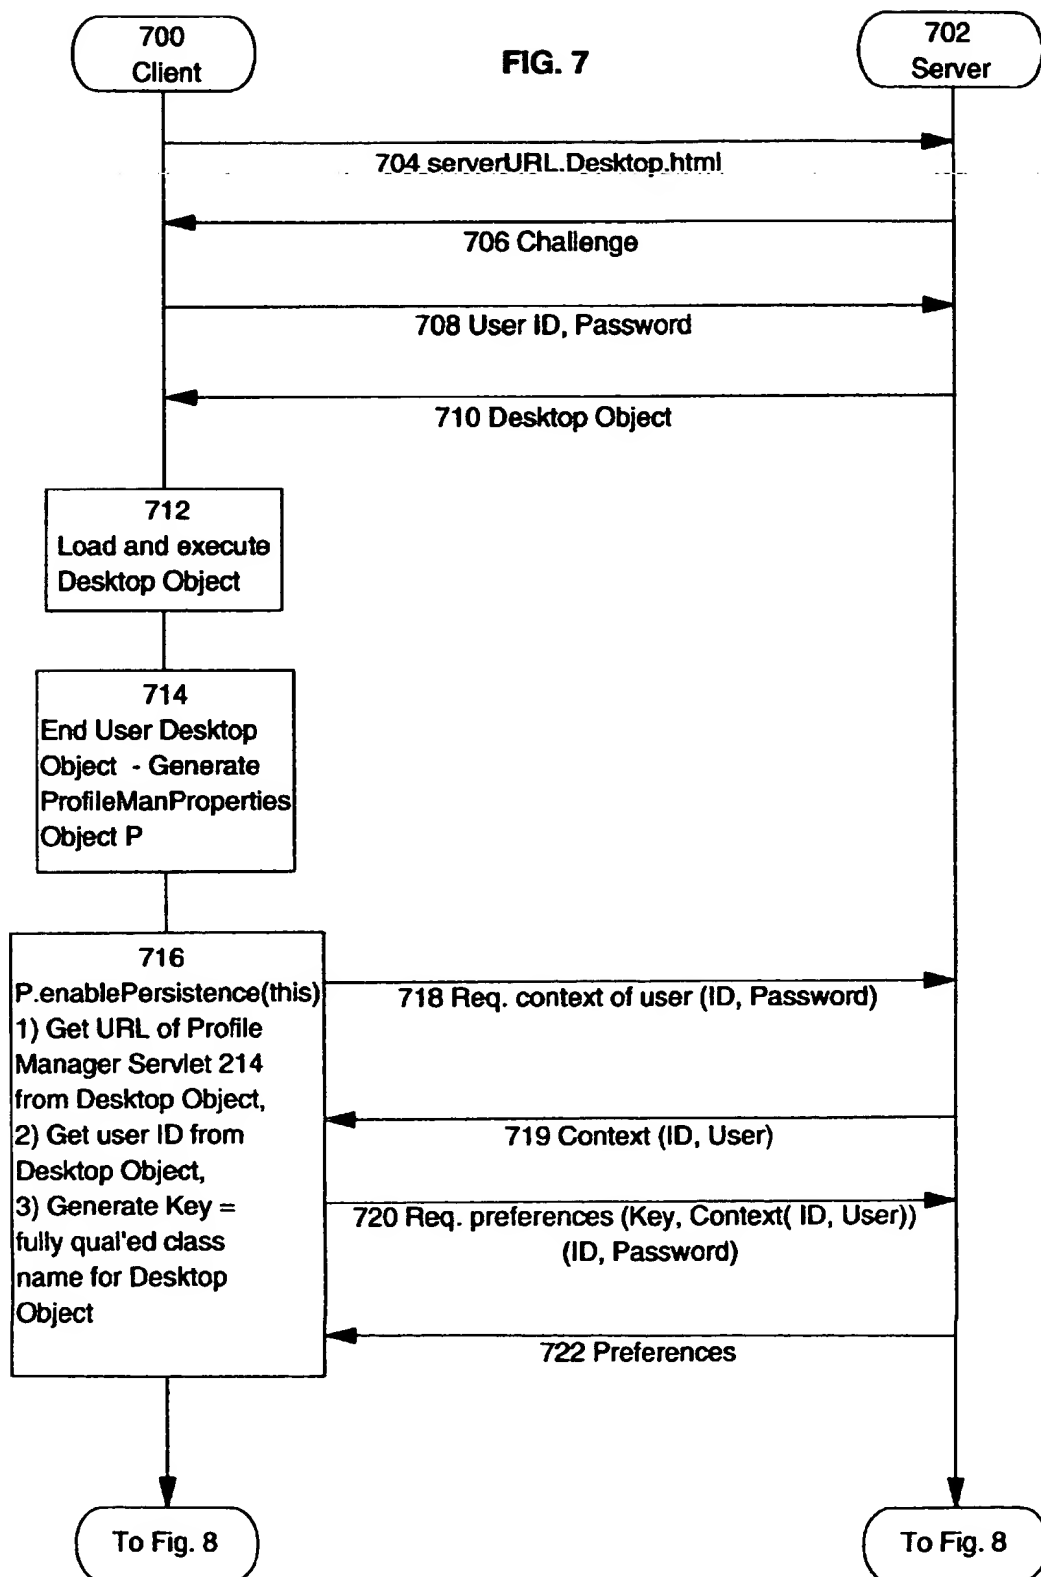 700
Client
FIG. 7
702
Server
704 serverURL.Desktop.html
706 Challenge
708 User ID, Password
710 Desktop Object
712
Load and execute
Desktop Object
714
End User Desktop
Object - Generate
ProfileManProperties
Object P
716
P.enablePersistence(this)
1) Get URL of Profile
Manager Servlet 214
from Desktop Object,
2) Get user ID from
Desktop Object,
3) Generate Key =
fully qual'ed class
name for Desktop
Object
718 Req. context of user (ID, Password)
719 Context (ID, User)
720 Req. preferences (Key, Context( ID, User))
(ID, Password)
722 Preferences
To Fig. 8
To Fig. 8